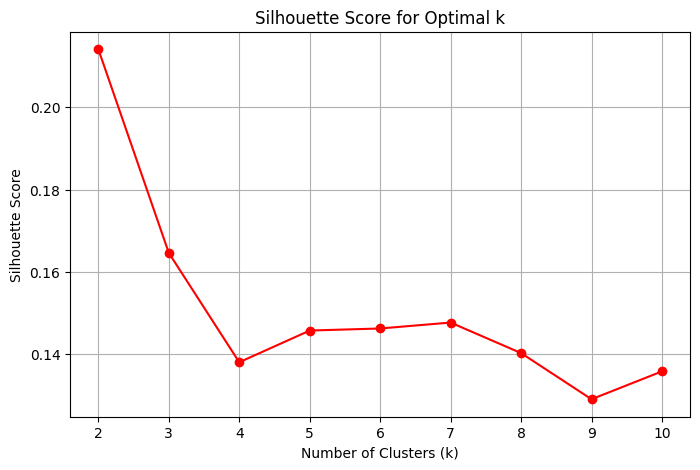 Silhouette Score for Optimal k
Silhouette Score
0.20
0.18
0.16
0.14
2 3 4 5 6 7 8 9 10
Number of Clusters (k)